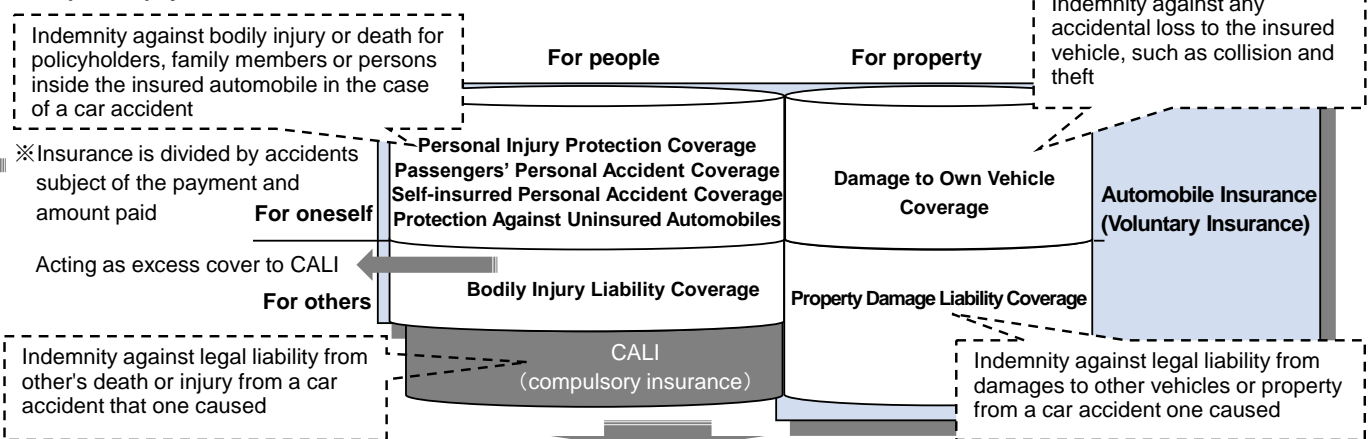 Indemnity against any
accidental loss to the insured
vehicle, such as collision and
theft
Indemnity against bodily injury or death for
policyholders, family members or persons
inside the insured automobile in the case
of a car accident
For people
For property
※Insurance is divided by accidents
subject of the payment and
amount paid
For oneself
Personal Injury Protection Coverage
Passengers' Personal Accident Coverage
Self-insurred Personal Accident Coverage
Protection Against Uninsured Automobiles
Damage to Own Vehicle
Coverage
Automobile Insurance
(Voluntary Insurance)
Acting as excess cover to CALI
For others
Bodily Injury Liability Coverage
Property Damage Liability Coverage
Indemnity against legal liability from
other's death or injury from a car
accident that one caused
CALI
（compulsory insurance）
Indemnity against legal liability from
damages to other vehicles or property
from a car accident one caused